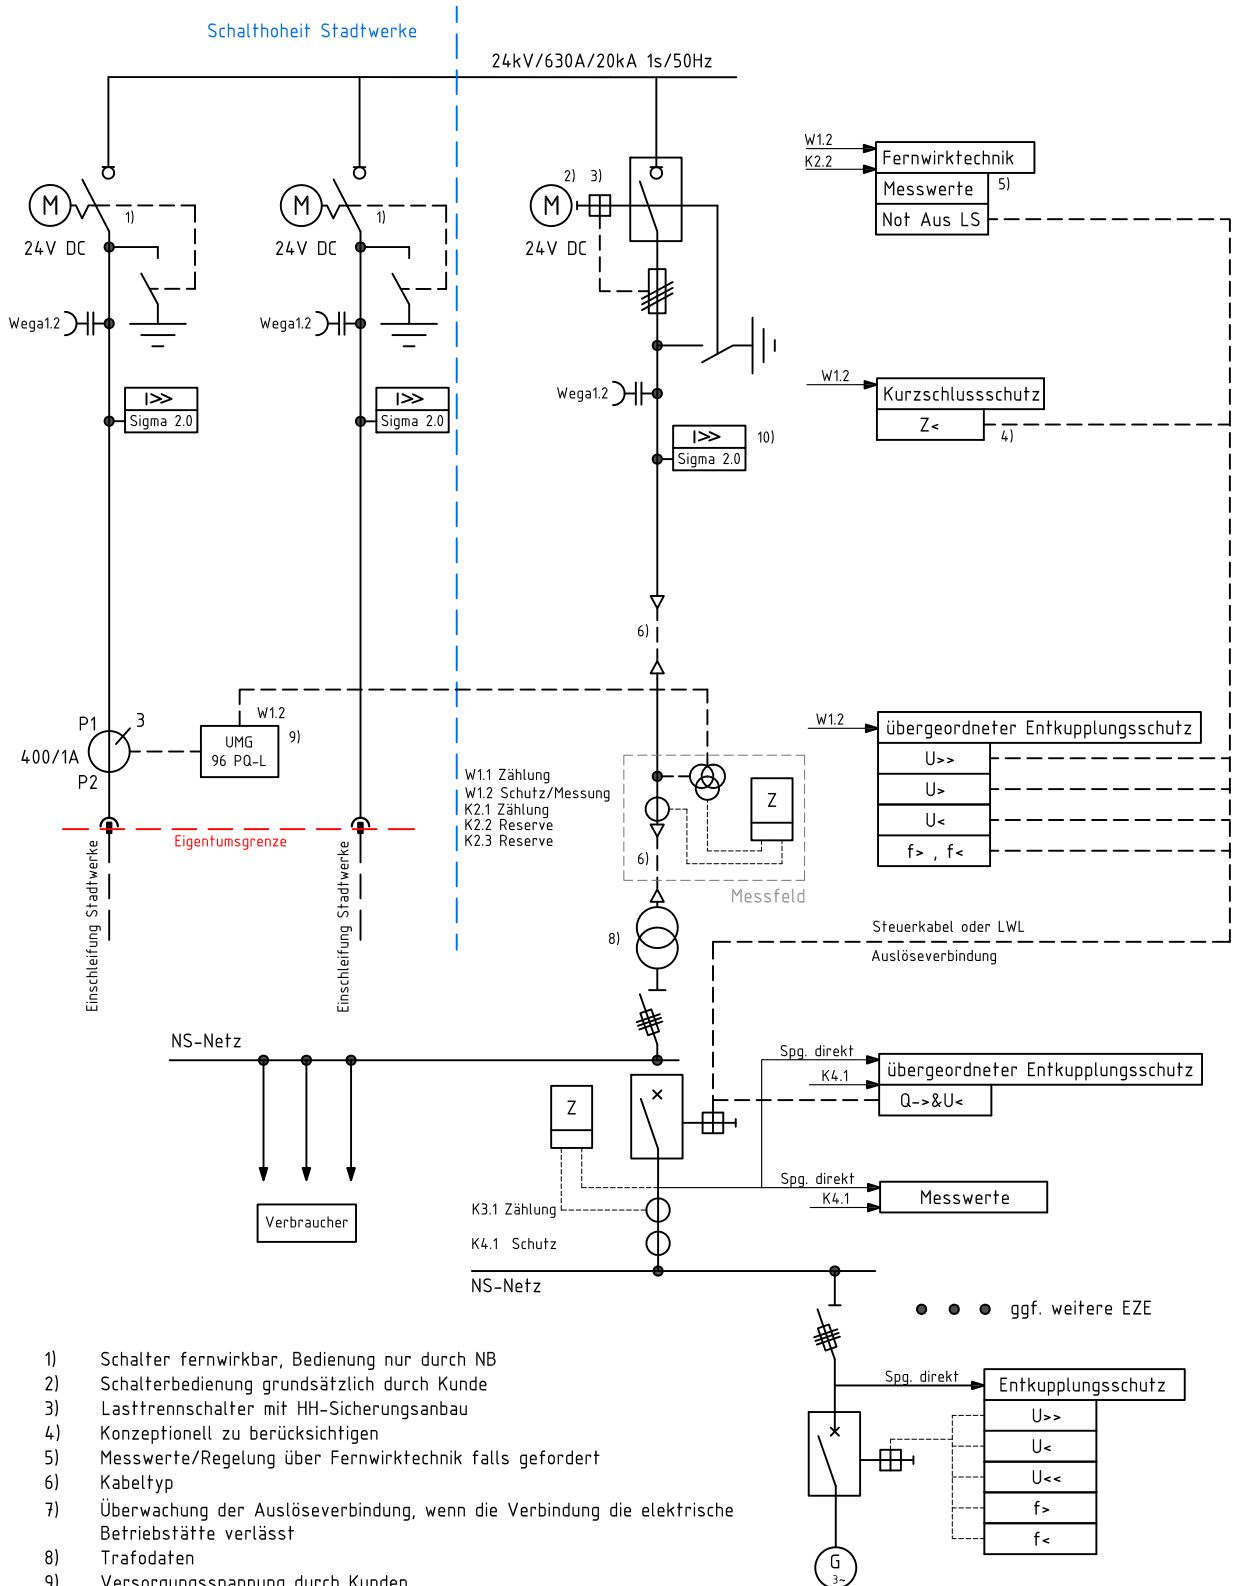 Schalthoheit Stadtwerke
24kV/630A/20kA 1s/50Hz
M
1)
24V DC
Wega1.2
I>>
Sigma 2.0
M
1)
24V DC
Wega1.2
I>>
Sigma 2.0
2) 3)
M
24V DC
Wega1.2
I>>
Sigma 2.0
10)
W1.2
K2.2
Fernwirktechnik
Messwerte 5)
Not Aus LS
W1.2
Kurzschlussschutz
Z< 4)
6)
P1
3
400/1A
P2
W1.2
UMG
96 PQ-L
9)
W1.2
übergeordneter Entkupplungsschutz
U>>
U>
U<
f> , f<
W1.1 Zählung
W1.2 Schutz/Messung
K2.1 Zählung
K2.2 Reserve
K2.3 Reserve
Z
6)
Messfeld
Eigentumsgrenze
Einschleifung Stadtwerke
Einschleifung Stadtwerke
8)
Steuerkabel oder LWL
Auslöseverbindung
NS-Netz
Spg. direkt
K4.1
übergeordneter Entkupplungsschutz
Q->&U<
Z
Spg. direkt
K4.1
Messwerte
Verbraucher
K3.1 Zählung
K4.1 Schutz
NS-Netz
ggf. weitere EZE
Spg. direkt
Entkupplungsschutz
U>>
U<
U<<
f>
f<
G
3~
1) Schalter fernwirkbar, Bedienung nur durch NB
2) Schalterbedienung grundsätzlich durch Kunde
3) Lasttrennschalter mit HH-Sicherungsanbau
4) Konzeptionell zu berücksichtigen
5) Messwerte/Regelung über Fernwirktechnik falls gefordert
6) Kabeltyp
7) Überwachung der Auslöseverbindung, wenn die Verbindung die elektrische
Betriebstätte verlässt
8) Trafodaten
9) Versorgungsspannung durch Kunden